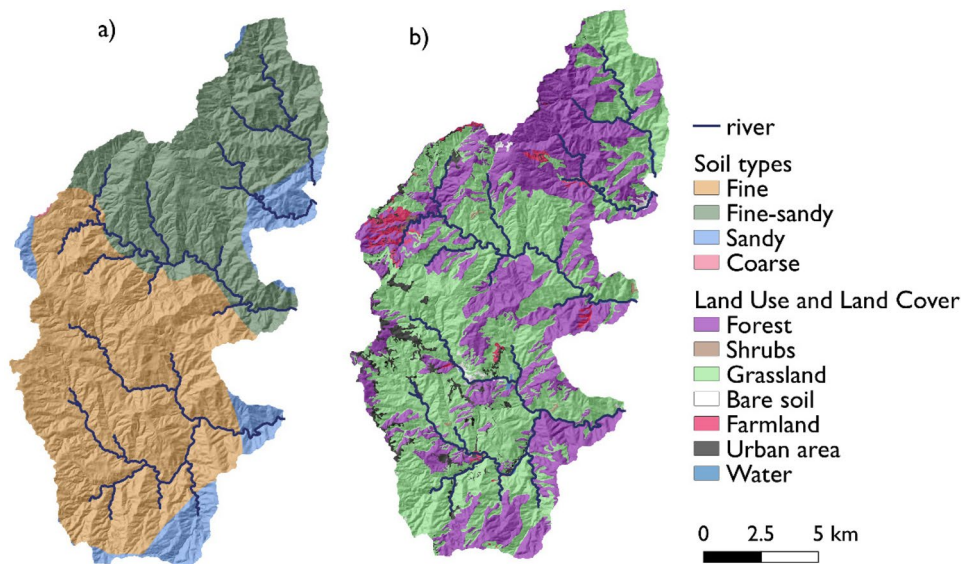 a)
b)
river
Soil types
Fine
Fine-sandy
Sandy
Coarse
Land Use and Land Cover
Forest
Shrubs
Grassland
Bare soil
Farmland
Urban area
Water
0 2.5 5 km